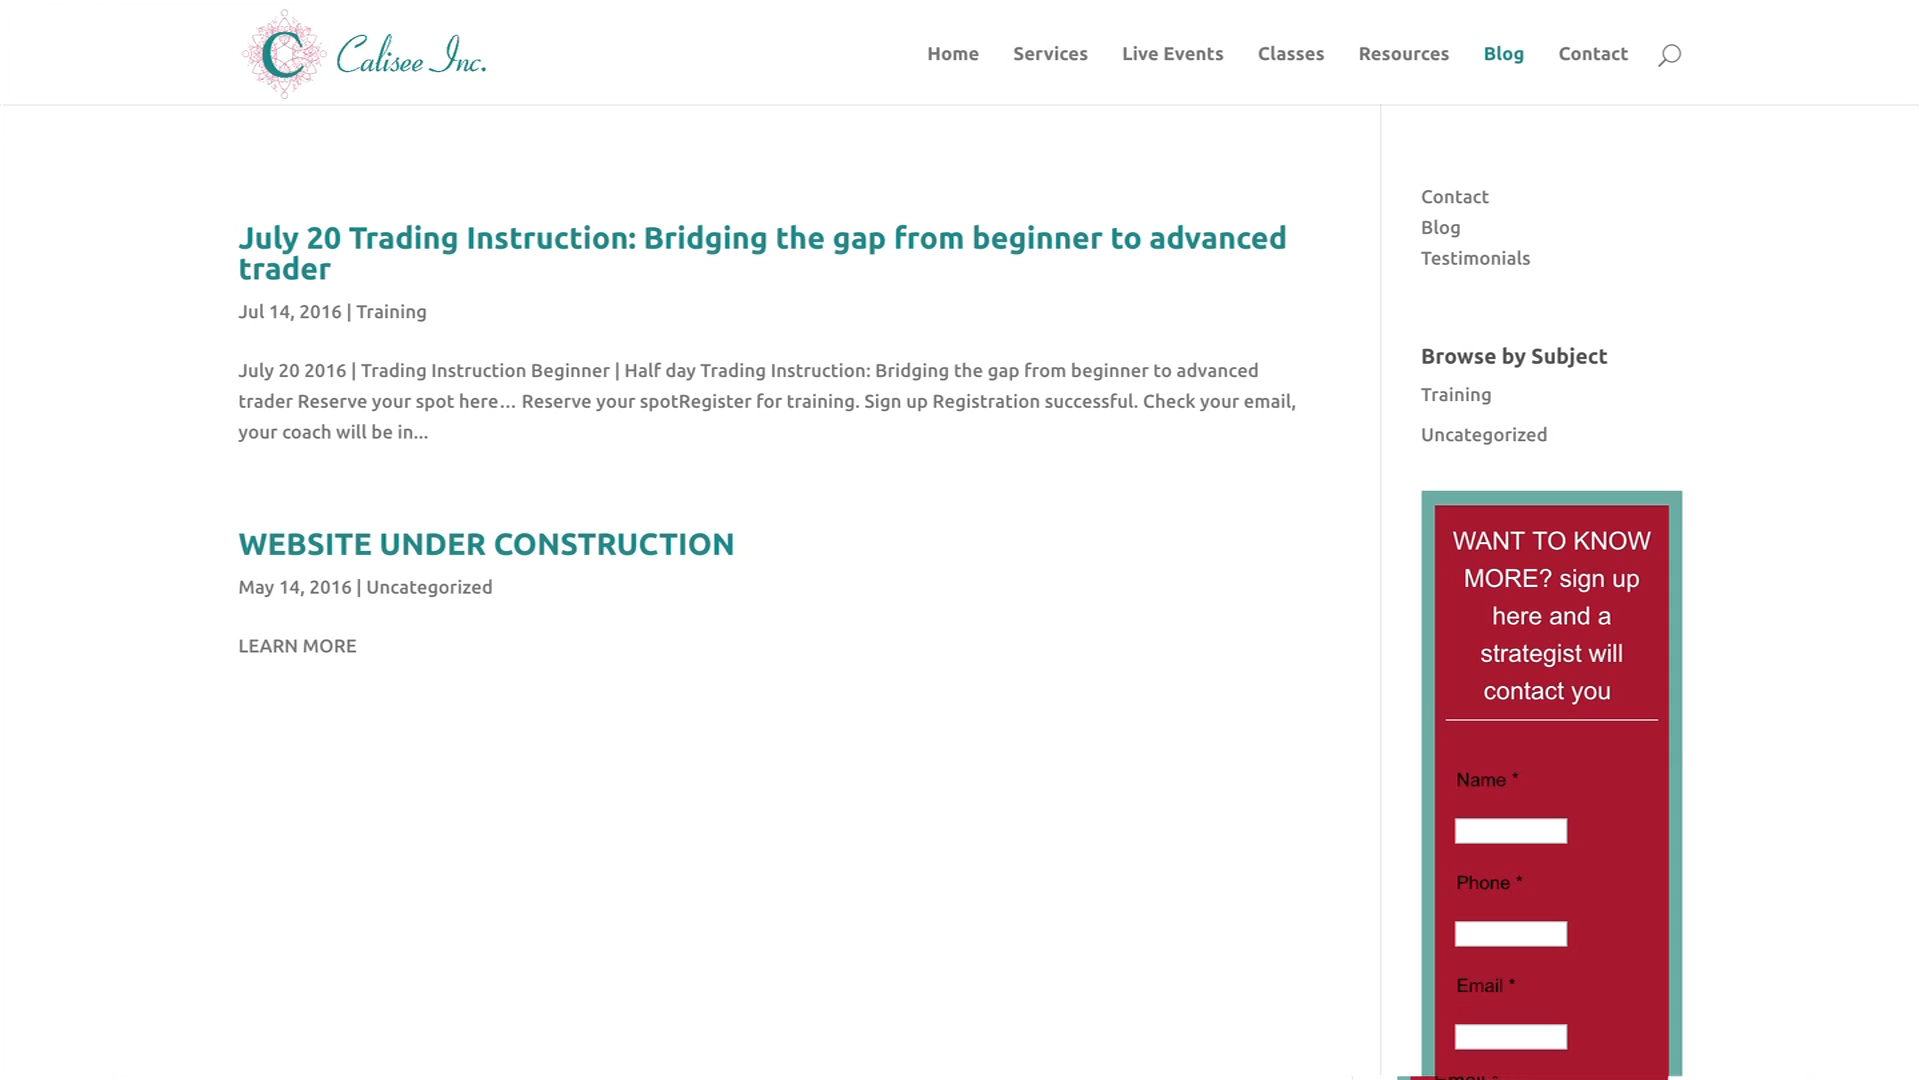 C Calisee Inc.
Home Services Live Events Classes Resources Blog Contact
July 20 Trading Instruction: Bridging the gap from beginner to advanced
trader
Jul 14, 2016 | Training
July 20 2016 | Trading Instruction Beginner | Half day Trading Instruction: Bridging the gap from beginner to advanced
trader Reserve your spot here… Reserve your spotRegister for training. Sign up Registration successful. Check your email,
your coach will be in...
WEBSITE UNDER CONSTRUCTION
May 14, 2016 | Uncategorized
LEARN MORE
Contact
Blog
Testimonials
Browse by Subject
Training
Uncategorized
WANT TO KNOW
MORE? sign up
here and a
strategist will
contact you
Name *
Phone *
Email *